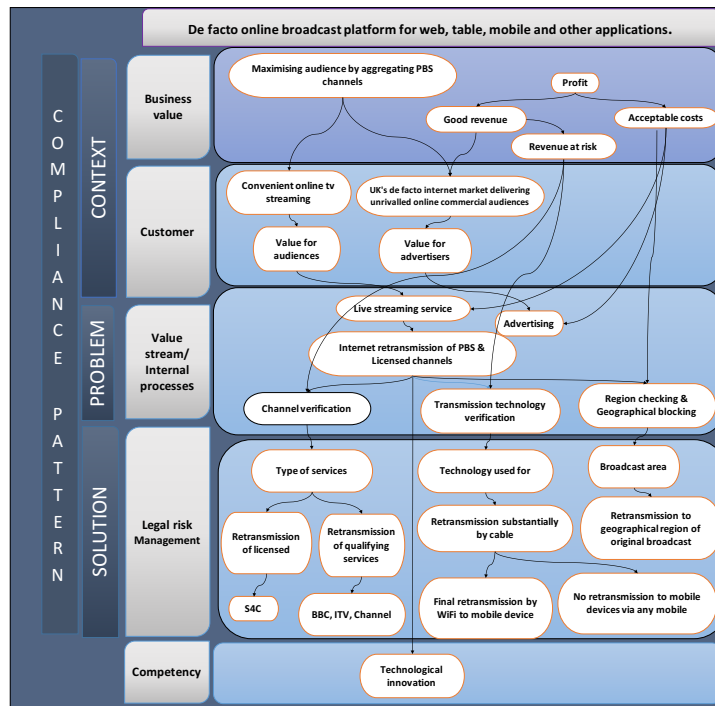 De facto online broadcast platform for web, table, mobile and other applications.
COMPLIANCE PATTERN
CONTEXT
PROBLEM
SOLUTION
Business
value
Maximising audience by aggregating PBS
channels
Profit
Good revenue
Acceptable costs
Revenue at risk
Customer
Convenient online tv
streaming
UK's de facto internet market delivering
unrivalled online commercial audiences
Value for
audiences
Value for
advertisers
Value
stream/
Internal
processes
Live streaming service
Advertising
Internet retransmission of PBS &
Licensed channels
Channel verification
Transmission technology
verification
Region checking &
Geographical blocking
Legal risk
Management
Type of services
Technology used for
Broadcast area
Retransmission
of licensed
Retransmission
of qualifying
services
Retransmission substantially
by cable
Retransmission to
geographical region of
original broadcast
S4C
BBC, ITV, Channel
Final retransmission by
WiFi to mobile device
No retransmission to mobile
devices via any mobile
Competency
Technological
innovation